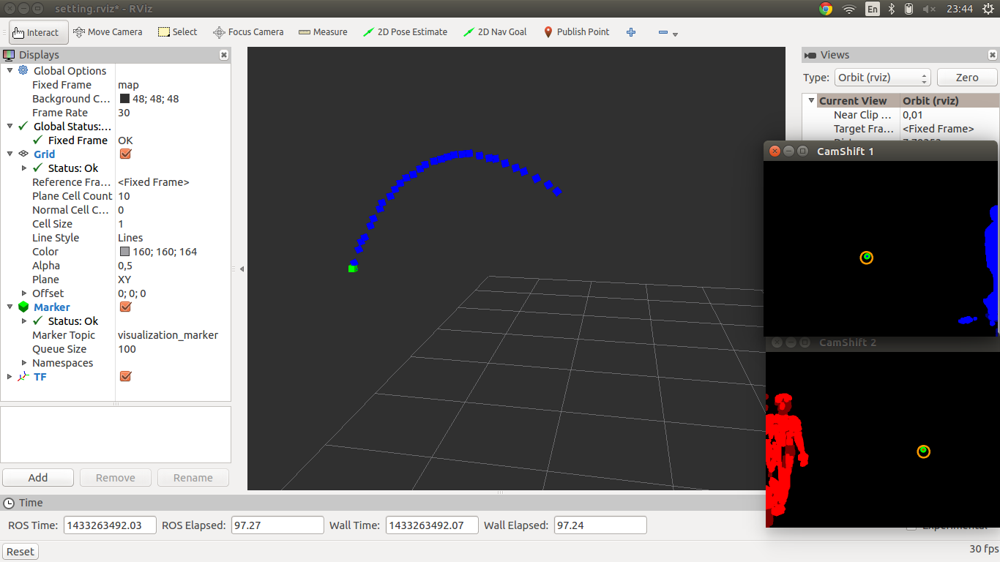 setting.rviz* - RViz
En
23:44
Interact
Move Camera
Select
Focus Camera
Measure
2D Pose Estimate
2D Nav Goal
Publish Point
Displays
Global Options
Fixed Frame map
Background C... 48; 48; 48
Frame Rate 30
Global Status:...
Fixed Frame OK
Grid
Status: Ok
Reference Fra... <Fixed Frame>
Plane Cell Count 10
Normal Cell C... 0
Cell Size 1
Line Style Lines
Color 160; 160; 164
Alpha 0,5
Plane XY
Offset 0; 0; 0
Marker
Status: Ok
Marker Topic visualization_marker
Queue Size 100
Namespaces
TF
Add
Remove
Rename
Views
Type: Orbit (rviz) Zero
Current View Orbit (rviz)
Near Clip ... 0,01
Target Fra... <Fixed Frame>
CamShift 1
CamShift 2
Time
ROS Time: 1433263492.03 ROS Elapsed: 97.27 Wall Time: 1433263492.07 Wall Elapsed: 97.24
Experimental
Reset
30 fps